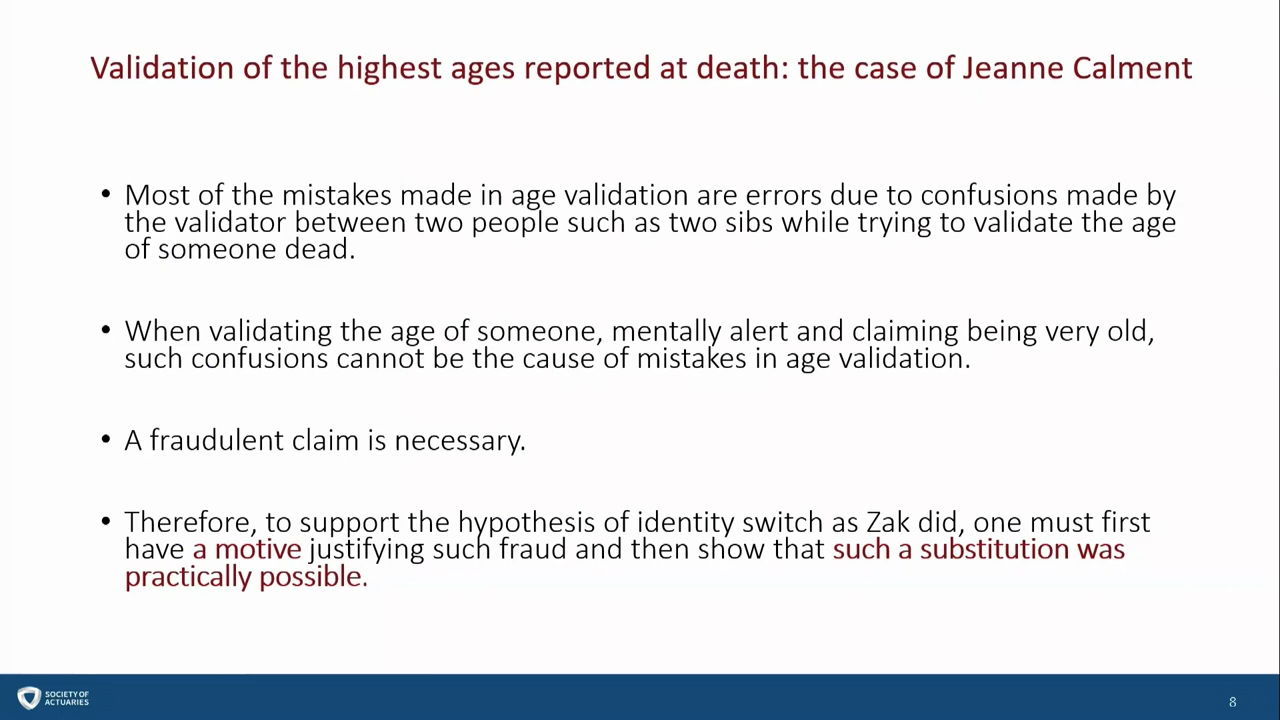 Validation of the highest ages reported at death: the case of Jeanne Calment
• Most of the mistakes made in age validation are errors due to confusions made by
the validator between two people such as two sibs while trying to validate the age
of someone dead.
• When validating the age of someone, mentally alert and claiming being very old,
such confusions cannot be the cause of mistakes in age validation.
• A fraudulent claim is necessary.
• Therefore, to support the hypothesis of identity switch as Zak did, one must first
have a motive justifying such fraud and then show that such a substitution was
practically possible.
SOCIETY OF
ACTUARIES
8